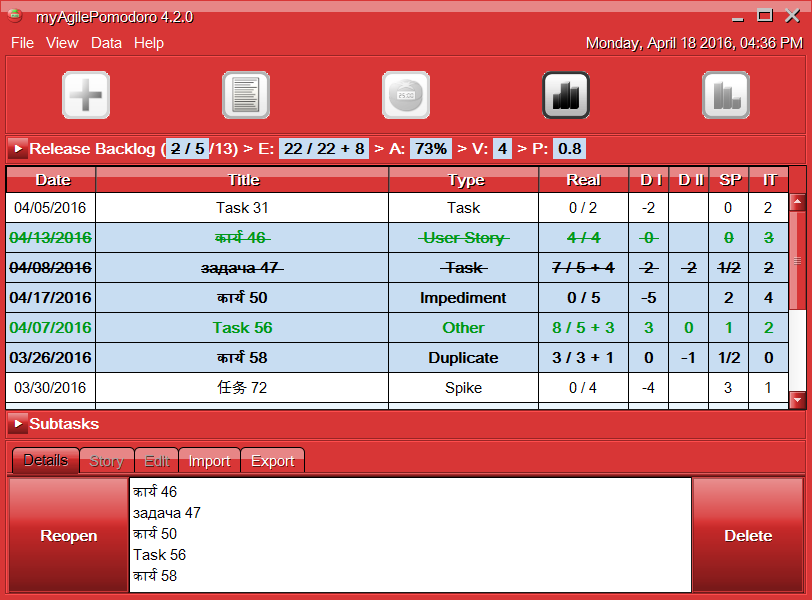 myAgilePomodoro 4.2.0
File View Data Help Monday, April 18 2016, 04:36 PM
25:00
Release Backlog (2 / 5/13) > E: 22 / 22 + 8 > A: 73% > V: 4 > P: 0.8
Date Title Type Real D I D II SP IT
04/05/2016 Task 31 Task 0 / 2 -2 0 2
04/13/2016 कार्य 46 User Story 4 / 4 0 0 3
04/08/2016 задача 47 Task 7 / 5 + 4 2 -2 1/2 2
04/17/2016 कार्य 50 Impediment 0 / 5 -5 2 4
04/07/2016 Task 56 Other 8 / 5 + 3 3 0 1 2
03/26/2016 कार्य 58 Duplicate 3 / 3 + 1 0 -1 1/2 0
03/30/2016 任务 72 Spike 0 / 4 -4 3 1
Subtasks
Details Story Edit Import Export
Reopen
कार्य 46
задача 47
कार्य 50
Task 56
कार्य 58
Delete